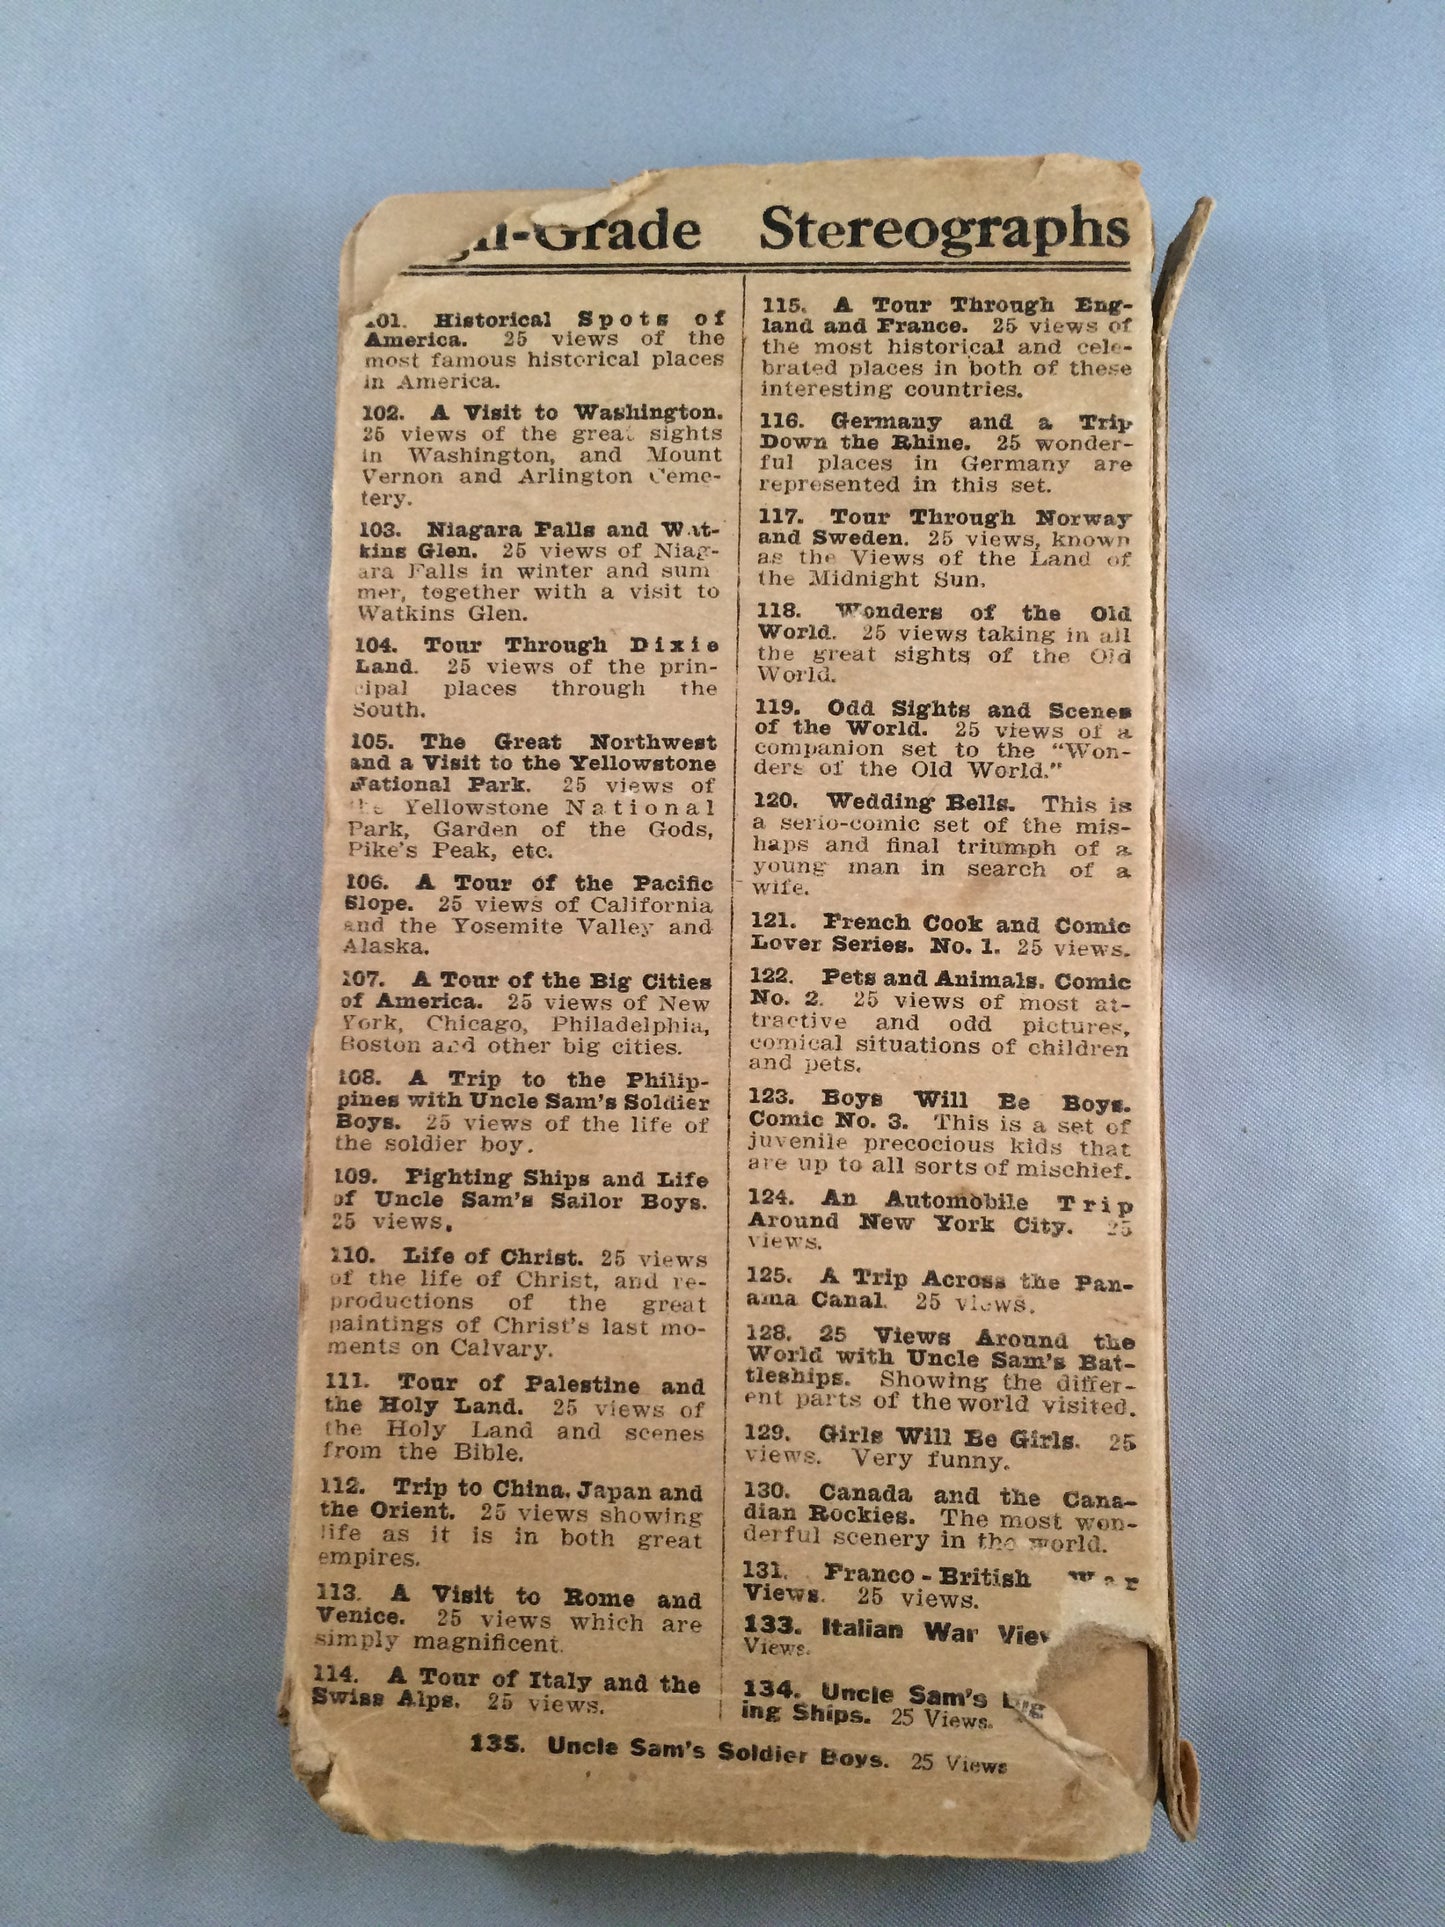 -Grade Stereographs
101. Historical Spots of
America. 25 views of the
most famous historical places
in America.
102. A Visit to Washington.
25 views of the great sights
in Washington, and Mount
Vernon and Arlington Ceme-
tery.
103. Niagara Falls and Wat-
kins Glen. 25 views of Niag-
ara Falls in winter and sum
mer, together with a visit to
Watkins Glen.
104. Tour Through Dixie
Land. 25 views of the prin-
cipal places through the
South.
105. The Great Northwest
and a Visit to the Yellowstone
National Park. 25 views of
the Yellowstone National
Park, Garden of the Gods,
Pike's Peak, etc.
106. A Tour of the Pacific
Slope. 25 views of California
and the Yosemite Valley and
Alaska.
107. A Tour of the Big Cities
of America. 25 views of New
York, Chicago, Philadelphia,
Boston and other big cities.
108. A Trip to the Philip-
pines with Uncle Sam's Soldier
Boys. 25 views of the life of
the soldier boy.
109. Fighting Ships and Life
of Uncle Sam's Sailor Boys.
25 views.
110. Life of Christ. 25 views
of the life of Christ, and re-
productions of the great
paintings of Christ's last mo-
ments on Calvary.
111. Tour of Palestine and
the Holy Land. 25 views of
the Holy Land and scenes
from the Bible.
112. Trip to China, Japan and
the Orient. 25 views showing
life as it is in both great
empires.
113. A Visit to Rome and
Venice. 25 views which are
simply magnificent.
114. A Tour of Italy and the
Swiss Alps. 25 views.
115. A Tour Through Eng-
land and France. 25 views of
the most historical and cele-
brated places in both of these
interesting countries.
116. Germany and a Trip
Down the Rhine. 25 wonder-
ful places in Germany are
represented in this set.
117. Tour Through Norway
and Sweden. 25 views, known
as the Views of the Land of
the Midnight Sun.
118. Wonders of the Old
World. 25 views taking in all
the great sights of the Old
World.
119. Odd Sights and Scenes
of the World. 25 views of a
companion set to the "Won-
ders of the Old World."
120. Wedding Bells. This is
a serio-comic set of the mis-
haps and final triumph of a
young man in search of a
wife.
121. French Cook and Comic
Lover Series. No. 1. 25 views.
122. Pets and Animals. Comic
No. 2. 25 views of most at-
tractive and odd pictures,
comical situations of children
and pets.
123. Boys Will Be Boys.
Comic No. 3. This is a set of
juvenile precocious kids that
are up to all sorts of mischief.
124. An Automobile Trip
Around New York City. 25
views.
125. A Trip Across the Pan-
ama Canal. 25 views.
128. 25 Views Around the
World with Uncle Sam's Bat-
tleships. Showing the differ-
ent parts of the world visited.
129. Girls Will Be Girls. 25
views. Very funny.
130. Canada and the Cana-
dian Rockies. The most won-
derful scenery in the world.
131. Franco-British War
Views. 25 views.
133. Italian War
Views.
134. Uncle Sam's
ing Ships. 25 Views.
135. Uncle Sam's Soldier Boys. 25 Views